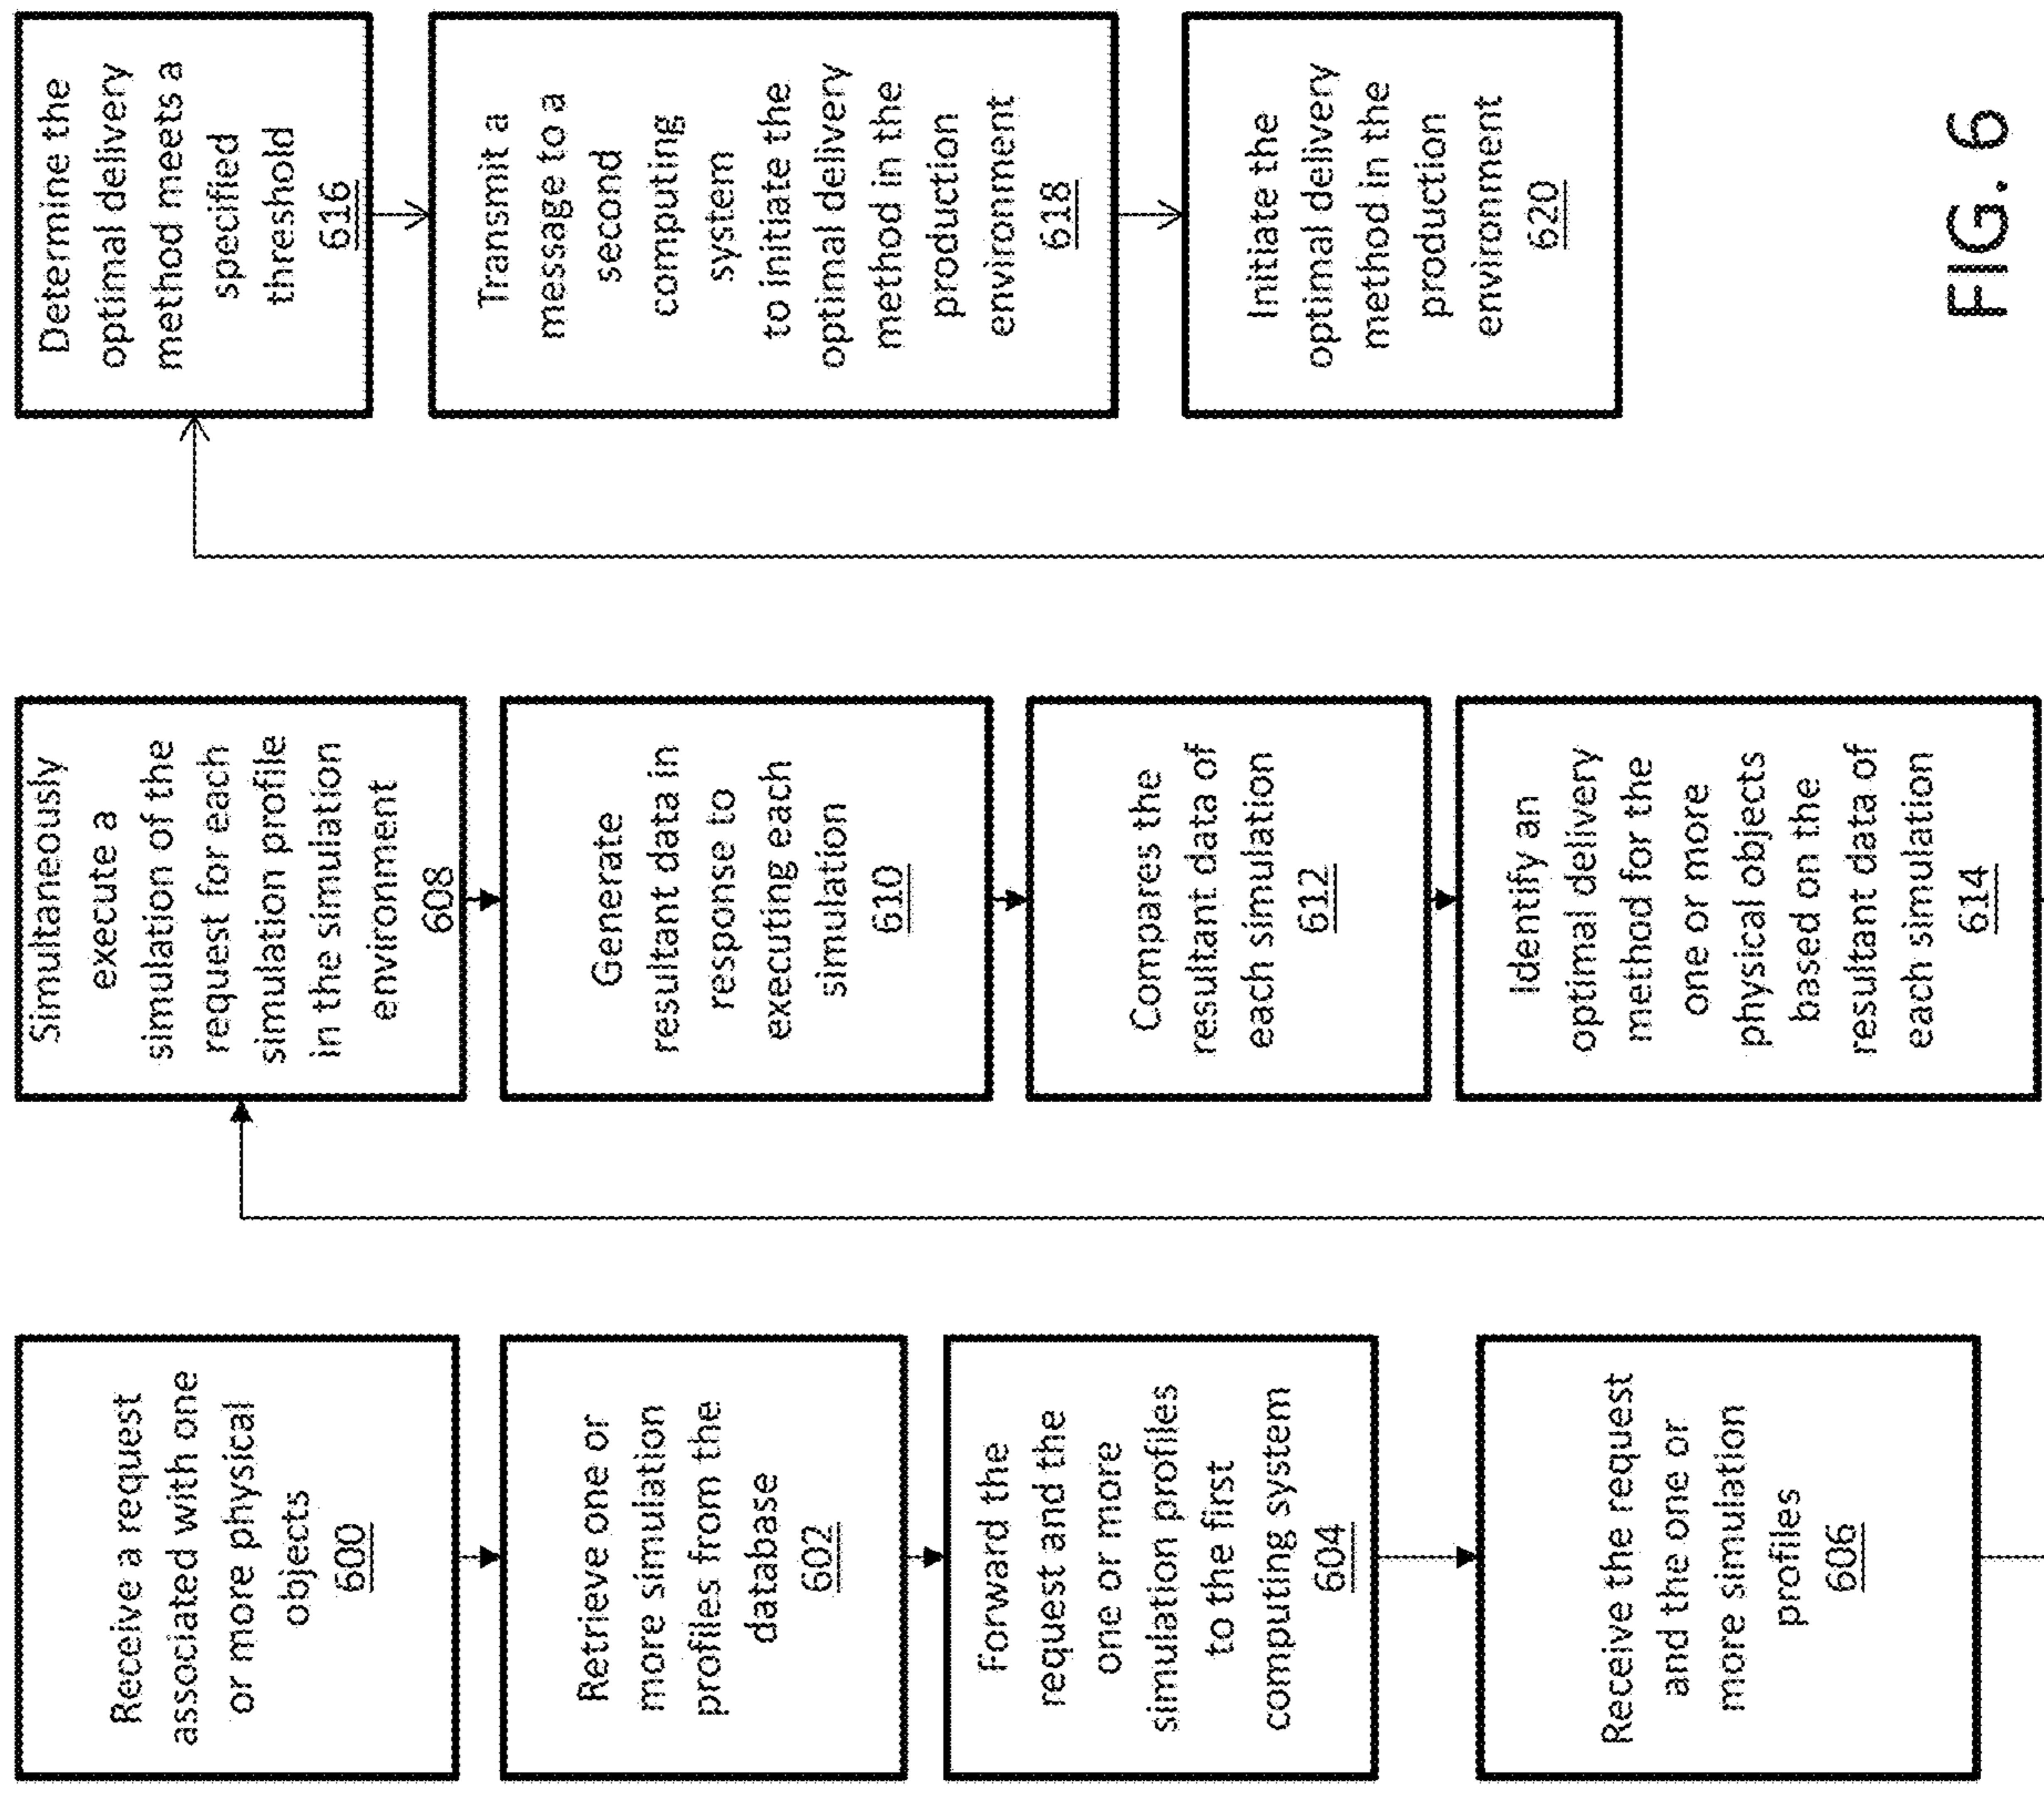 Receive a request
associated with one
or more physical
objects
600
Retrieve one or
more simulation
profiles from the
database
602
Forward the
request and the
one or more
simulation profiles
to the first
computing system
604
Receive the request
and the one or
more simulation
profiles
606
Simultaneously
execute a
simulation of the
request for each
simulation profile
in the simulation
environment
608
Generate
resultant data in
response to
executing each
simulation
610
Compares the
resultant data of
each simulation
612
Identify an
optimal delivery
method for the
one or more
physical objects
based on the
resultant data of
each simulation
614
Determine the
optimal delivery
method meets a
specified
threshold
616
Transmit a
message to a
second
computing
system
to initiate the
optimal delivery
method in the
production
environment
618
Initiate the
optimal delivery
method in the
production
environment
620
FIG. 6